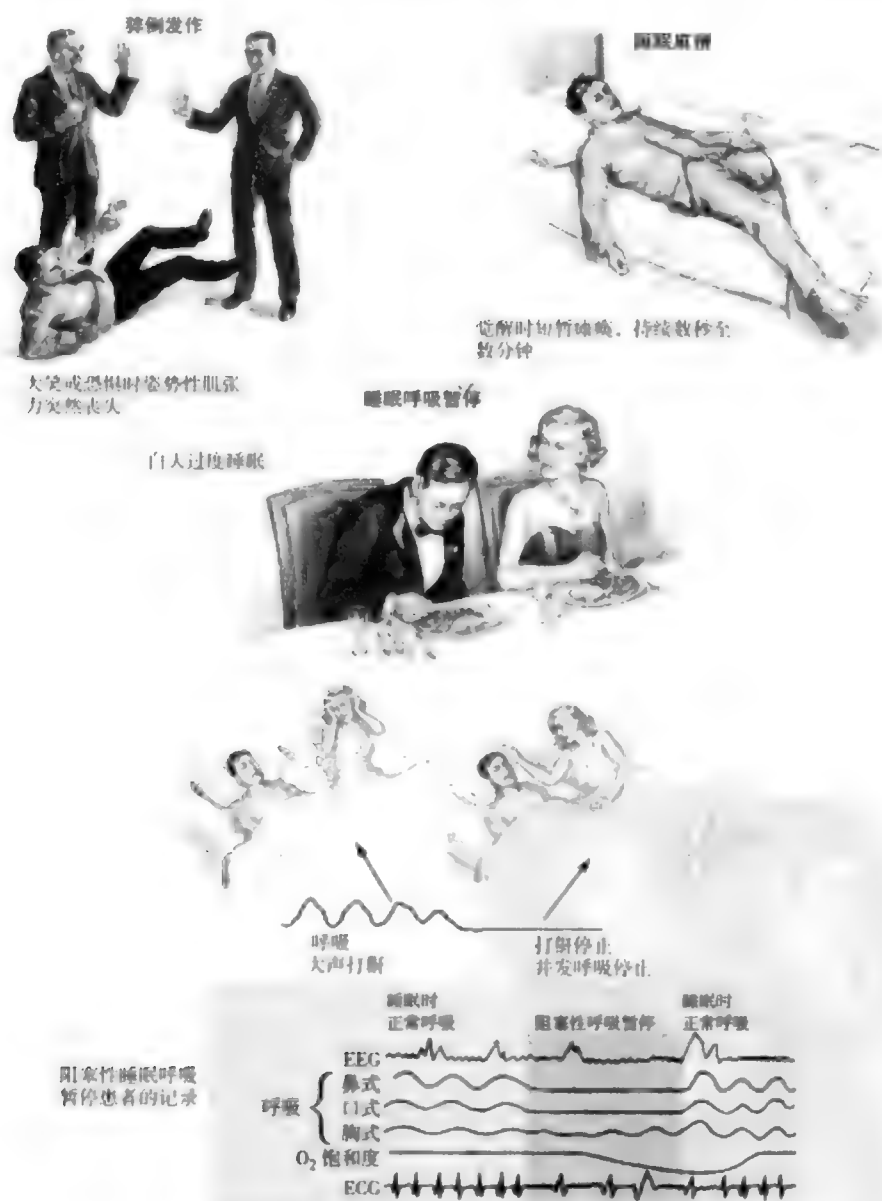 猝倒发作
睡眠麻痹
觉醒时短暂瘫痪，持续数秒至
数分钟
大笑或恐惧时姿势性肌张
力突然丧失
睡眠呼吸暂停
白天过度睡眠
呼吸
大声打鼾
打鼾停止
并发呼吸停止
睡眠时
正常呼吸
阻塞性呼吸暂停
睡眠时
正常呼吸
阻塞性睡眠呼吸
暂停患者的记录
EEG
呼吸
鼻式
口式
胸式
O₂ 饱和度
ECG